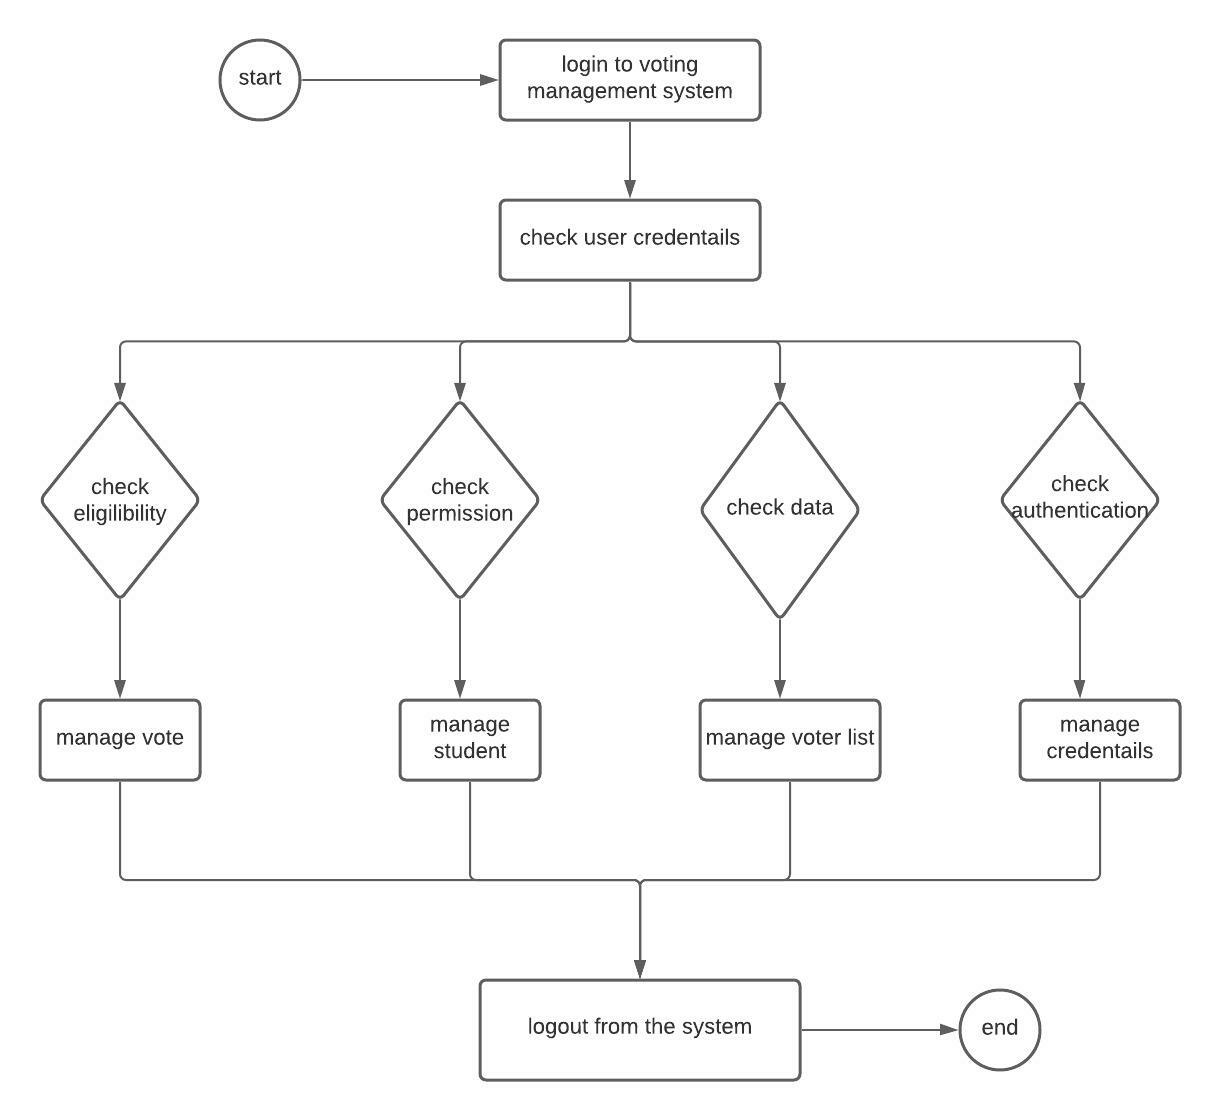 start
login to voting
management system
check user credentails
check
eligilibility
check
permission
check data
check
authentication
manage vote
manage
student
manage voter list
manage
credentails
logout from the system
end